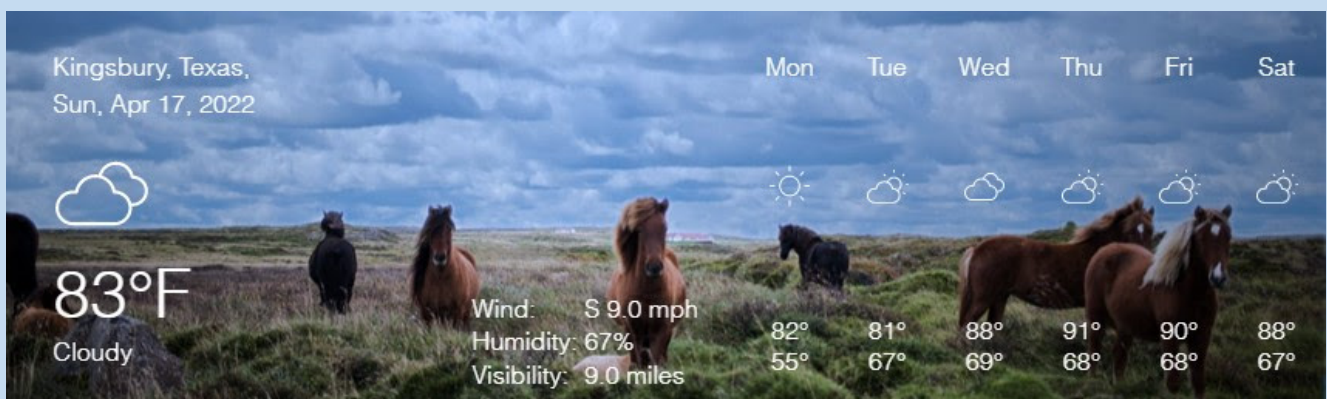 Kingsbury, Texas,
Sun, Apr 17, 2022
83°F
Cloudy
Wind: S 9.0 mph
Humidity: 67%
Visibility: 9.0 miles
Mon Tue Wed Thu Fri Sat
82° 81° 88° 91° 90° 88°
55° 67° 69° 68° 68° 67°